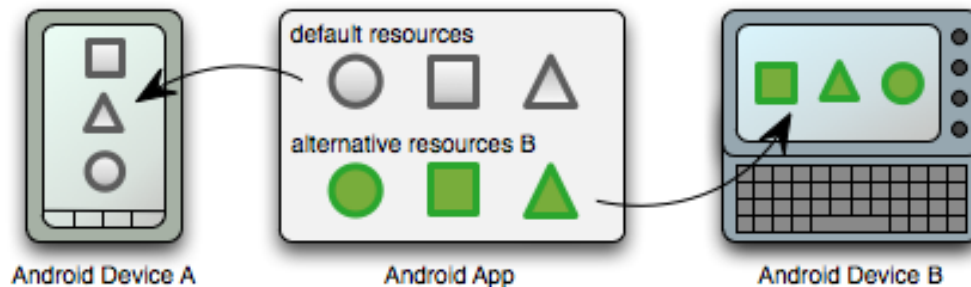 default resources
alternative resources B
Android Device A
Android App
Android Device B